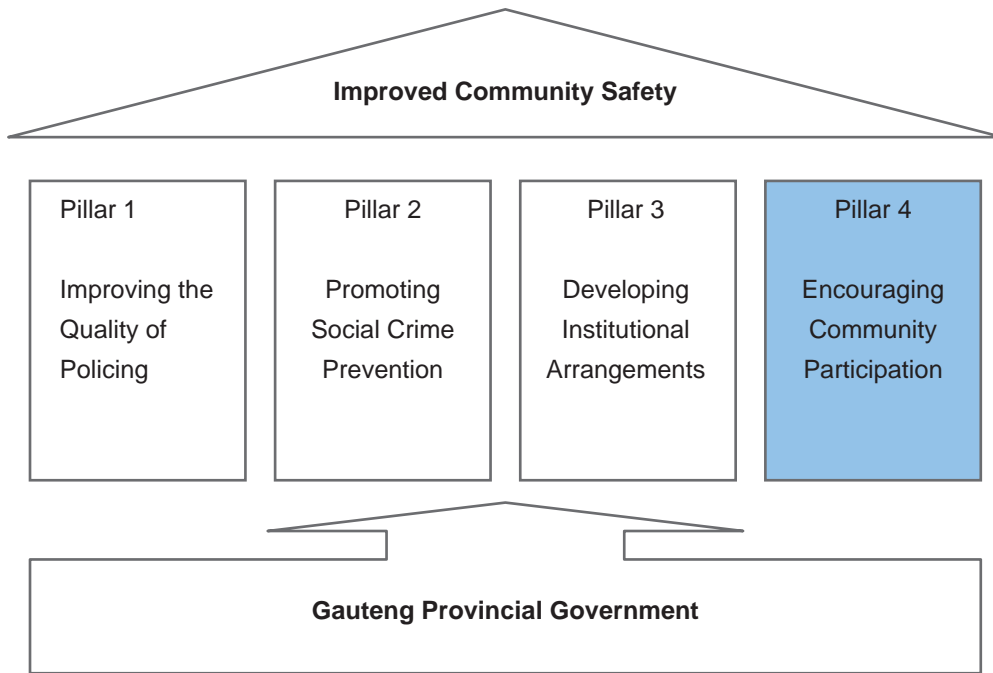 Improved Community Safety
Pillar 1
Improving the
Quality of
Policing
Pillar 2
Promoting
Social Crime
Prevention
Pillar 3
Developing
Institutional
Arrangements
Pillar 4
Encouraging
Community
Participation
Gauteng Provincial Government